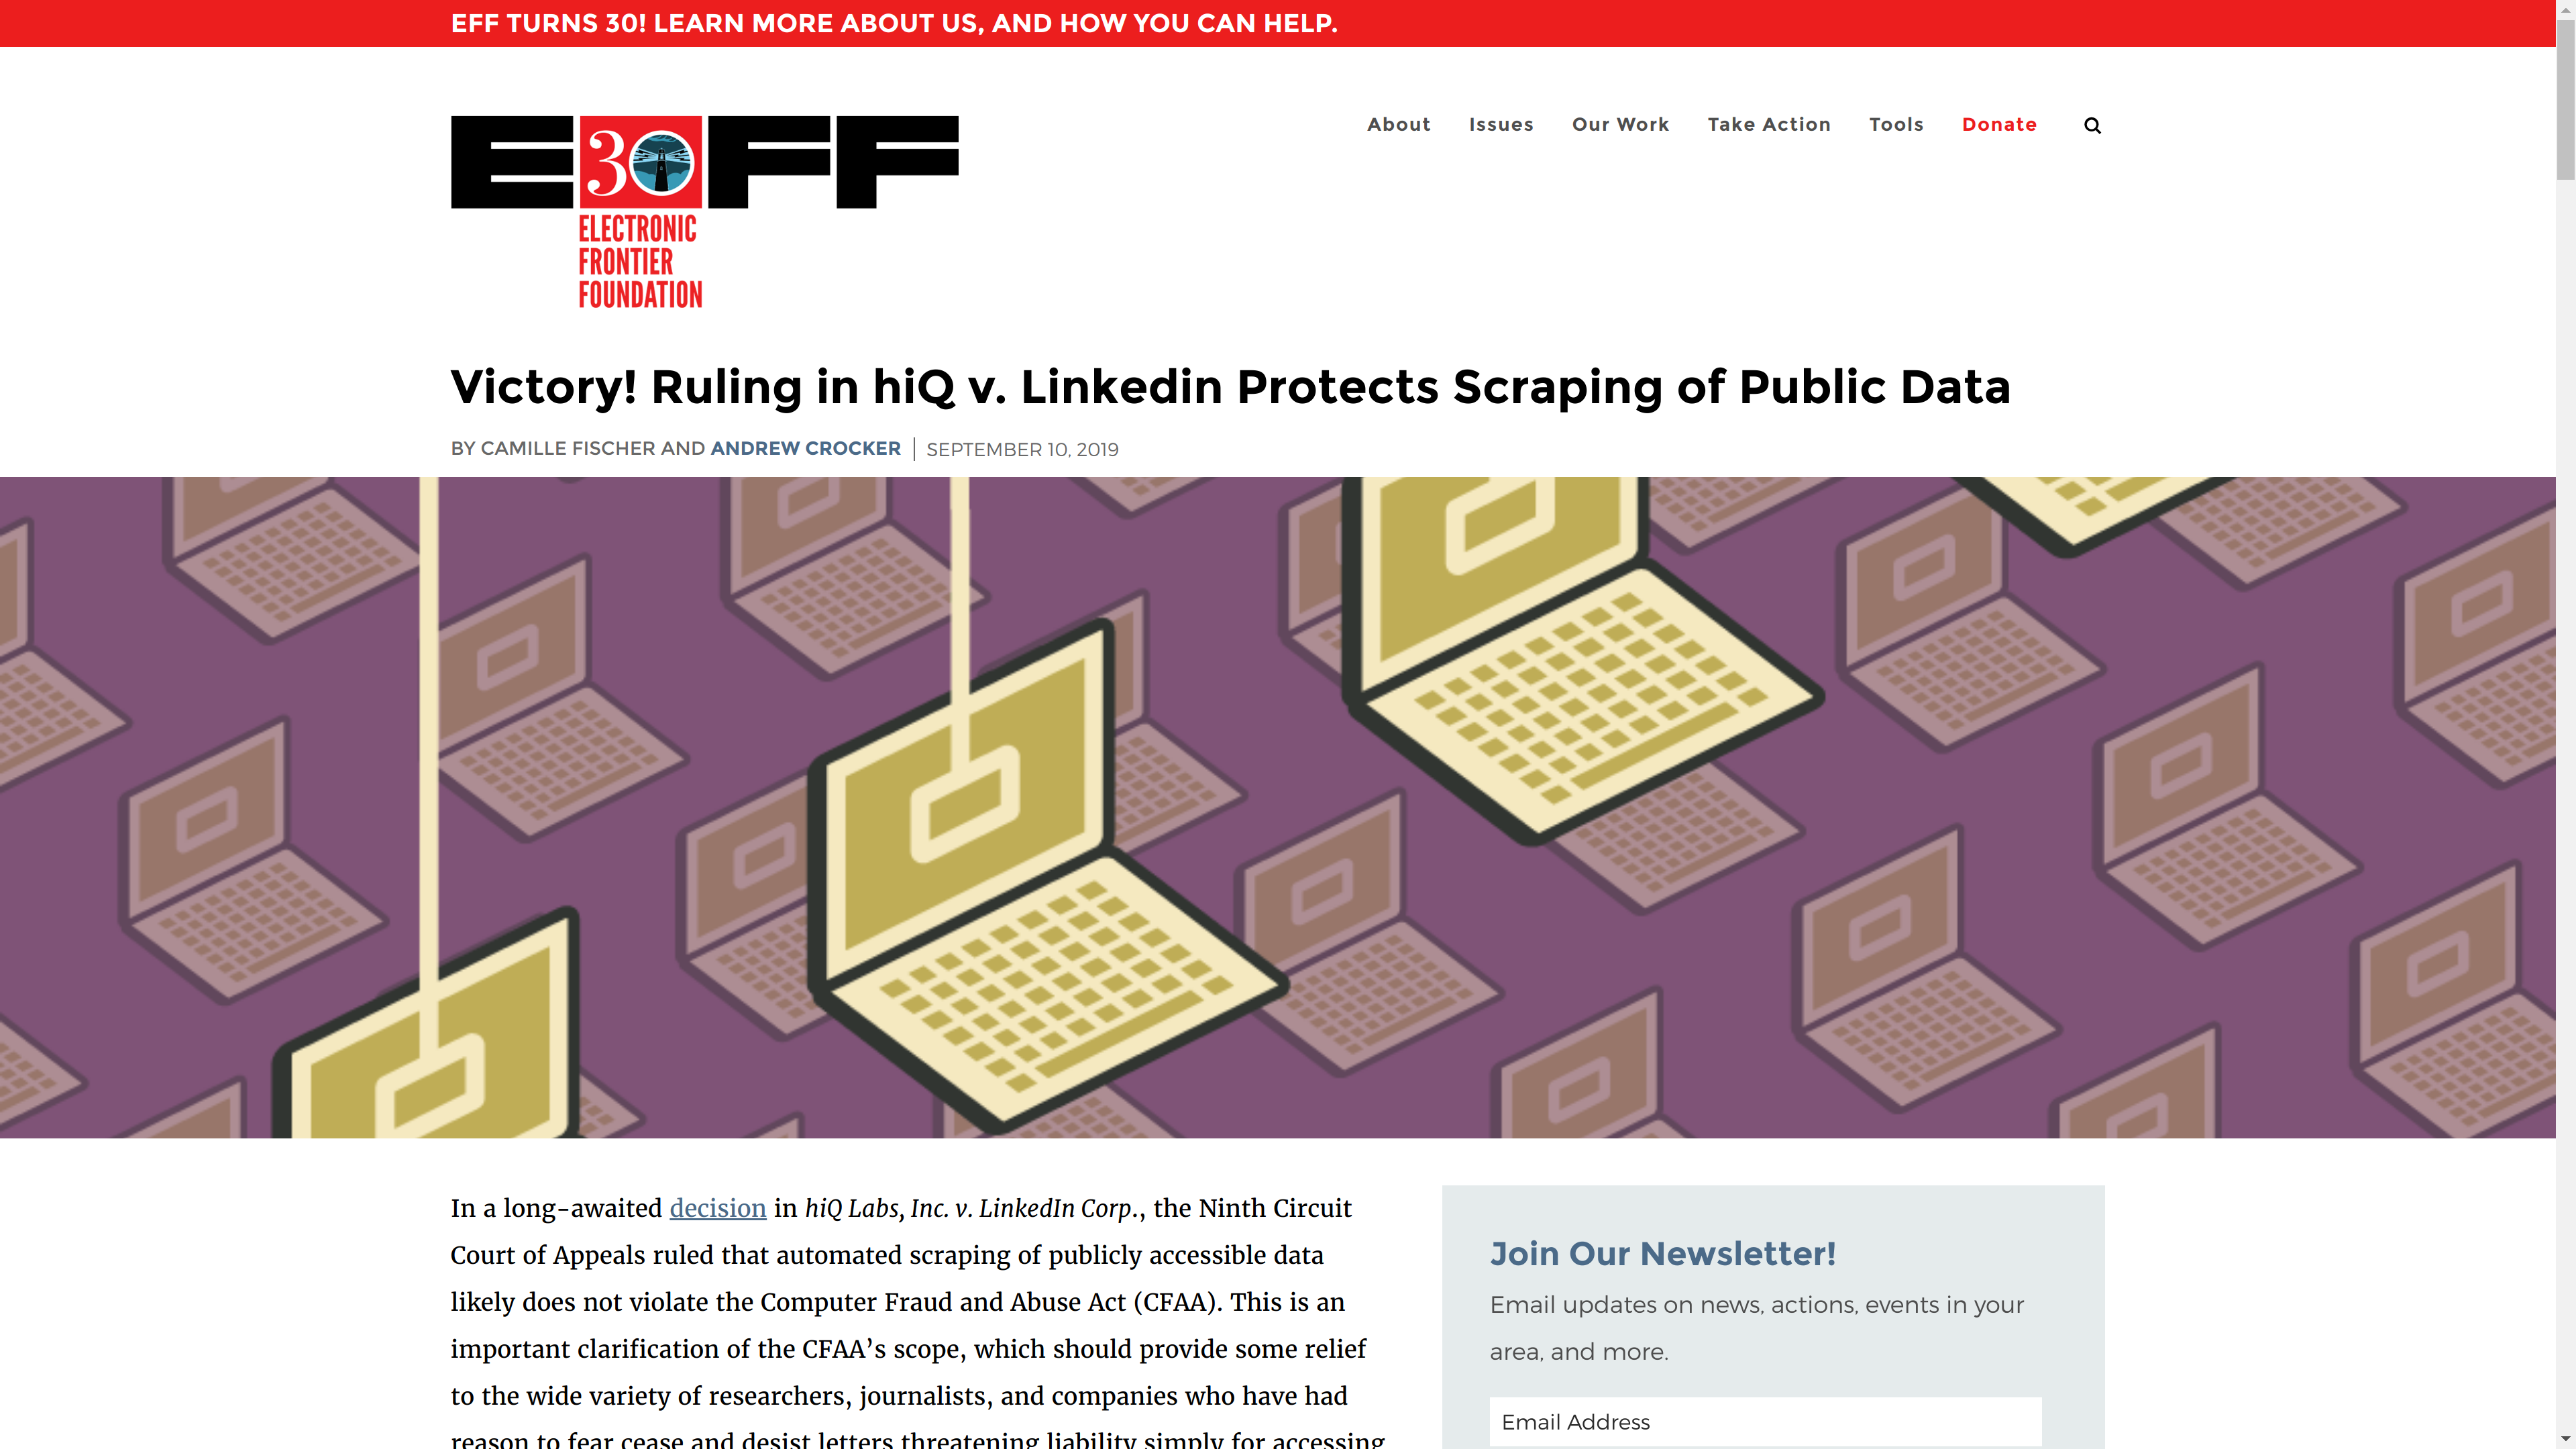 EFF TURNS 30! LEARN MORE ABOUT US, AND HOW YOU CAN HELP.
E30FF
ELECTRONIC
FRONTIER
FOUNDATION
About Issues Our Work Take Action Tools Donate
Victory! Ruling in hiQ v. Linkedin Protects Scraping of Public Data
BY CAMILLE FISCHER AND ANDREW CROCKER | SEPTEMBER 10, 2019
In a long-awaited decision in hiQ Labs, Inc. v. LinkedIn Corp., the Ninth Circuit
Court of Appeals ruled that automated scraping of publicly accessible data
likely does not violate the Computer Fraud and Abuse Act (CFAA). This is an
important clarification of the CFAA’s scope, which should provide some relief
to the wide variety of researchers, journalists, and companies who have had
reason to fear cease and desist letters threatening liability simply for accessing
Join Our Newsletter!
Email updates on news, actions, events in your
area, and more.
Email Address